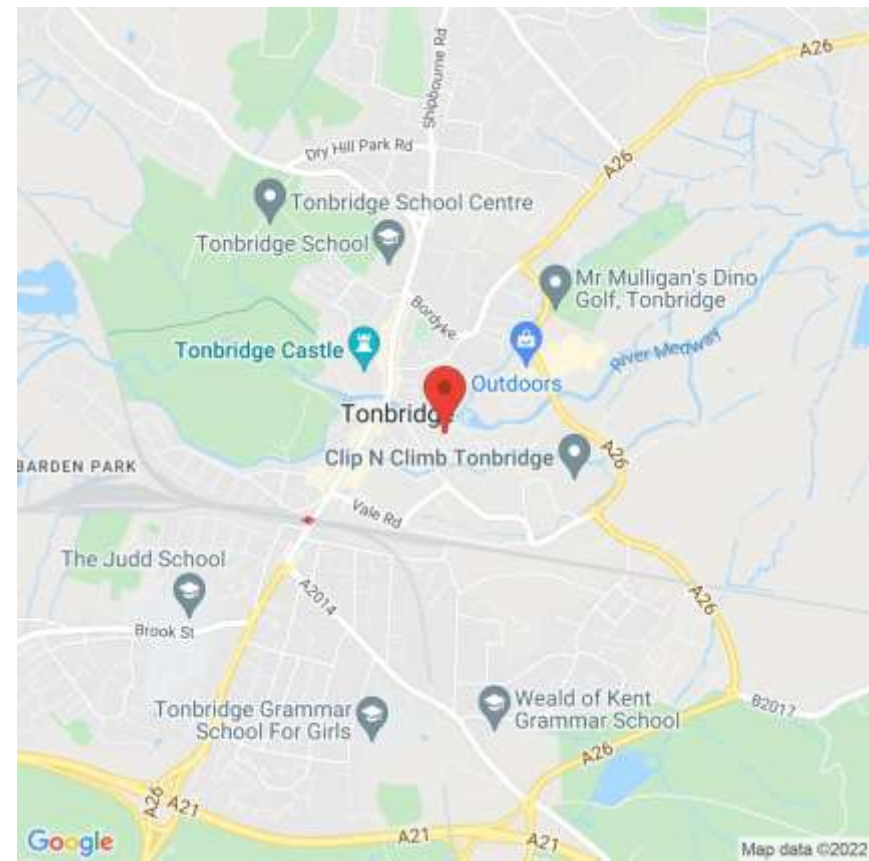 A26
Shipbourne Rd
Dry Hill Park Rd
A26
Tonbridge School Centre
Tonbridge School
Mr Mulligan's Dino
Golf, Tonbridge
Bordyke
Tonbridge Castle
River Medway
Outdoors
Tonbridge
Clip N Climb Tonbridge
A26
BARDEN PARK
Vale Rd
The Judd School
A2014
A26
Brook St
Tonbridge Grammar
School For Girls
Weald of Kent
Grammar School
B2017
A26
A26
A21
A21
A21
Google
Map data ©2022